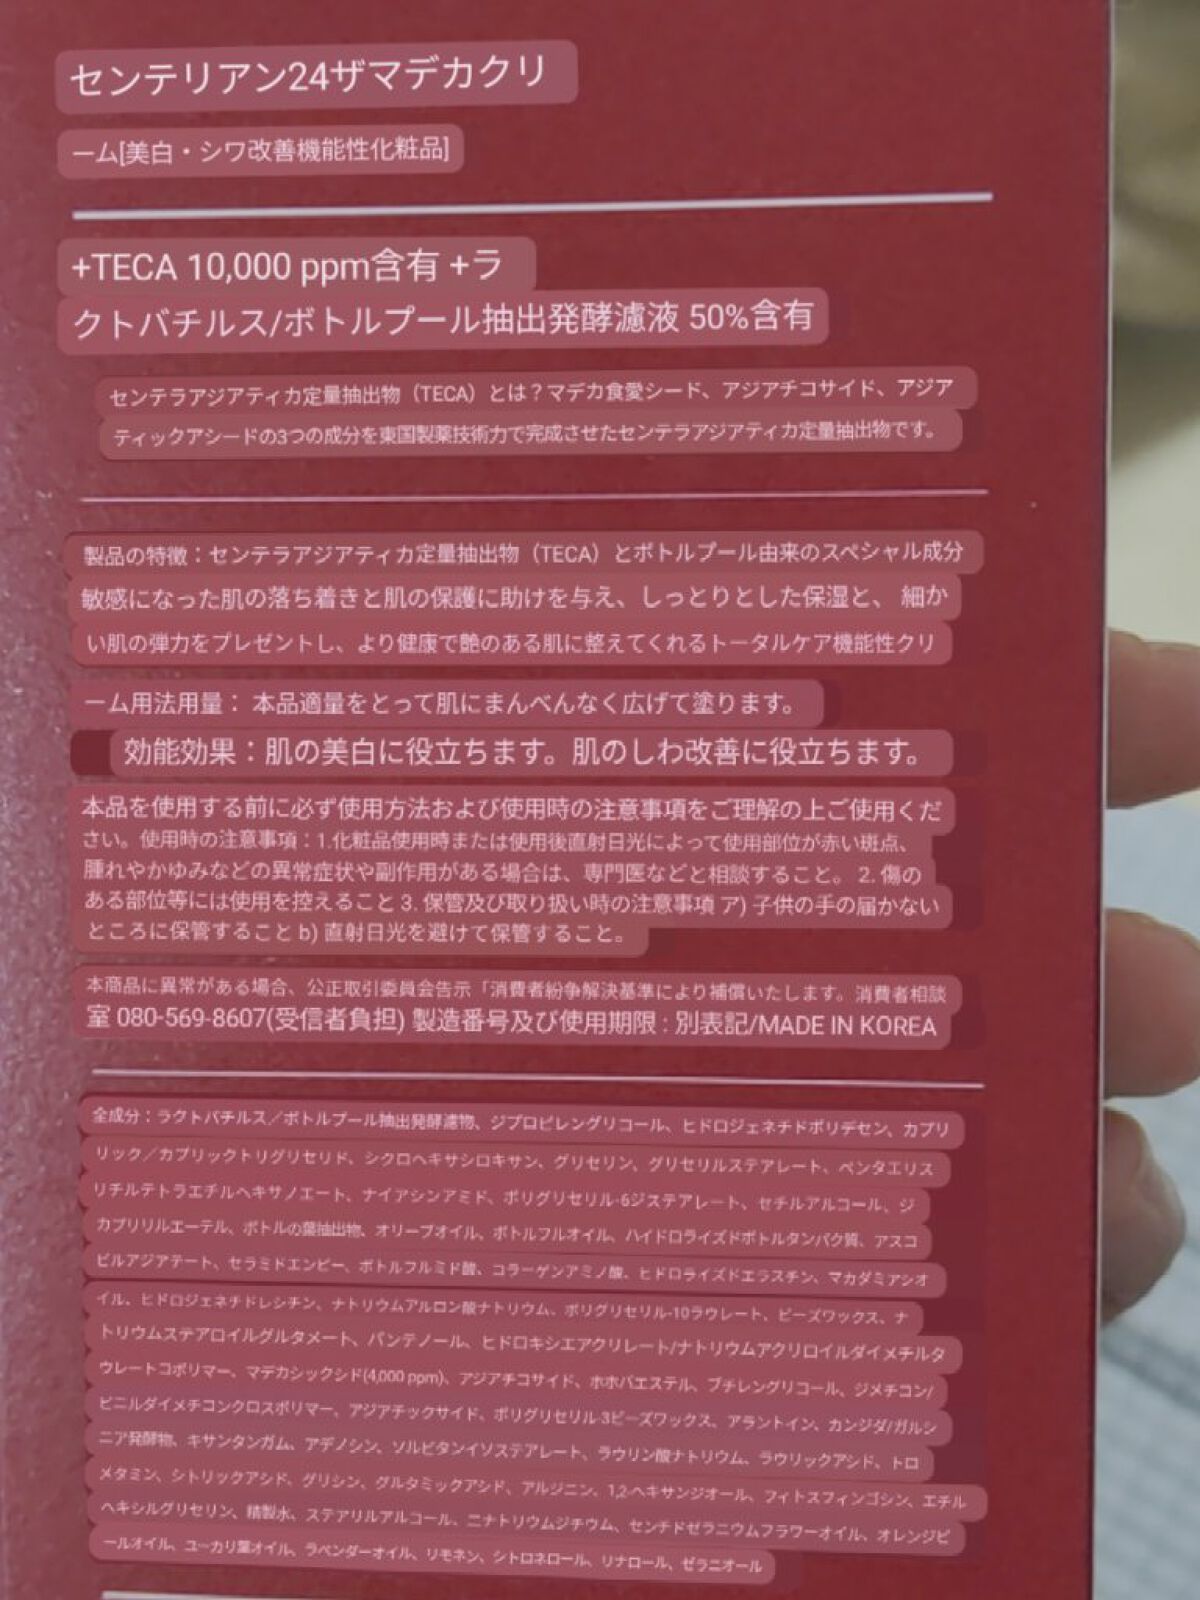 センテリアン24ザマデカクリ
ーム[美白・シワ改善機能性化粧品]
+TECA 10,000 ppm含有 +ラ
クトバチルス/ボトルプール抽出発酵濾液 50%含有
センテラアジアティカ定量抽出物（TECA）とは？マデカ食愛シード、アジアチコサイド、アジア
ティックアシードの3つの成分を東国製薬技術力で完成させたセンテラアジアティカ定量抽出物です。
製品の特徴：センテラアジアティカ定量抽出物（TECA）とボトルプール由来のスペシャル成分
敏感になった肌の落ち着きと肌の保護に助けを与え、しっとりとした保湿と、 細か
い肌の弾力をプレゼントし、より健康で艶のある肌に整えてくれるトータルケア機能性クリ
ーム用法用量： 本品適量をとって肌にまんべんなく広げて塗ります。
効能効果：肌の美白に役立ちます。肌のしわ改善に役立ちます。
本品を使用する前に必ず使用方法および使用時の注意事項をご理解の上ご使用くだ
さい。使用時の注意事項：1.化粧品使用時または使用後直射日光によって使用部位が赤い斑点、
腫れやかゆみなどの異常症状や副作用がある場合は、専門医などと相談すること。 2. 傷の
ある部位等には使用を控えること 3. 保管及び取り扱い時の注意事項 ア) 子供の手の届かない
ところに保管すること b) 直射日光を避けて保管すること。
本商品に異常がある場合、公正取引委員会告示「消費者紛争解決基準により補償いたします。消費者相談
室 080-569-8607(受信者負担) 製造番号及び使用期限 : 別表記/MADE IN KOREA
全成分：ラクトバチルス／ボトルプール抽出発酵濾物、ジプロピレングリコール、ヒドロジェネチドポリデセン、カプリ
リック／カプリックトリグリセリド、シクロヘキサシロキサン、グリセリン、グリセリルステアレート、ペンタエリス
リチルテトラエチルヘキサノエート、ナイアシンアミド、ポリグリセリル-6ジステアレート、セチルアルコール、ジ
カプリリルエーテル、ボトルの葉抽出物、オリーブオイル、ボトルフルオイル、ハイドロライズドボトルタンパク質、アスコ
ビルアジアテート、セラミドエンピー、ボトルフルミド酸、コラーゲンアミノ酸、ヒドロライズドエラスチン、マカダミアシオ
イル、ヒドロジェネチドレシチン、ナトリウムアルロン酸ナトリウム、ポリグリセリル-10ラウレート、ビーズワックス、ナ
トリウムステアロイルグルタメート、パンテノール、ヒドロキシエアクリレート/ナトリウムアクリロイルダイメチルタ
ウレートコポリマー、マデカシックシド(4,000 ppm)、アジアチコサイド、ホホバエステル、ブチレングリコール、ジメチコン/
ビニルダイメチコンクロスポリマー、アジアチックサイド、ポリグリセリル-3ビーズワックス、アラントイン、カンジダ/ガルシ
ニア発酵物、キサンタンガム、アデノシン、ソルビタンイソステアレート、ラウリン酸ナトリウム、ラウリックアシド、トロ
メタミン、シトリックアシド、グリシン、グルタミックアシド、アルジニン、1,2-ヘキサンジオール、フィトスフィンゴシン、エチル
ヘキシルグリセリン、精製水、ステアリルアルコール、二ナトリウムジチウム、センチドゼラニウムフラワーオイル、オレンジピ
ールオイル、ユーカリ葉オイル、ラベンダーオイル、リモネン、シトロネロール、リナロール、ゼラニオール